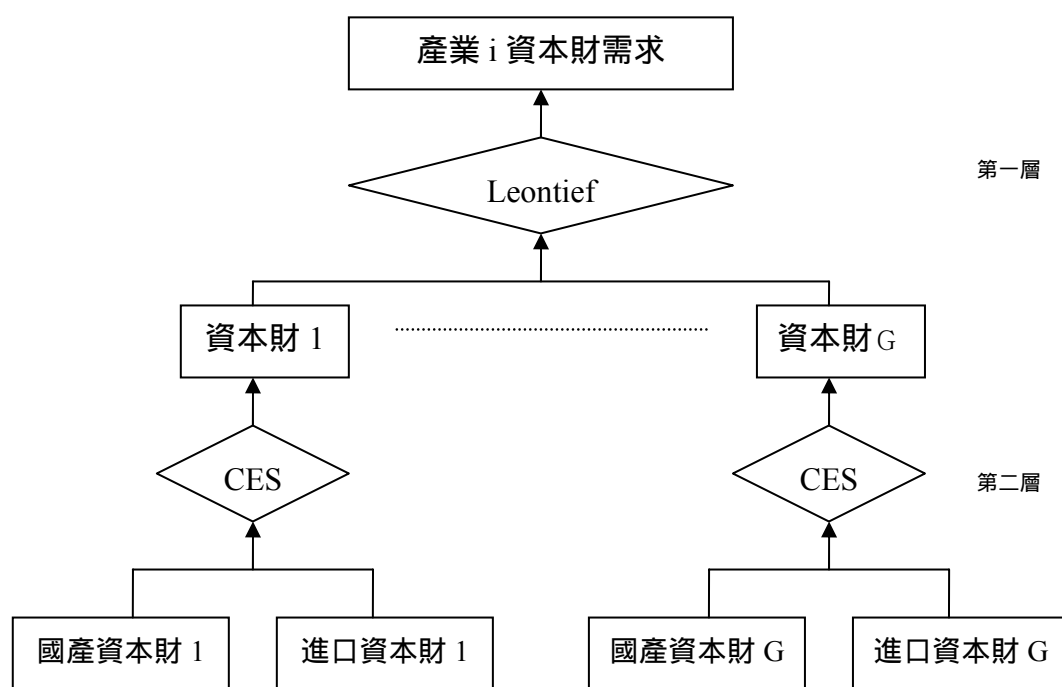 產業 i 資本財需求
Leontief
第一層
資本財 1
資本財 G
CES
CES
第二層
國產資本財 1
進口資本財 1
國產資本財 G
進口資本財 G